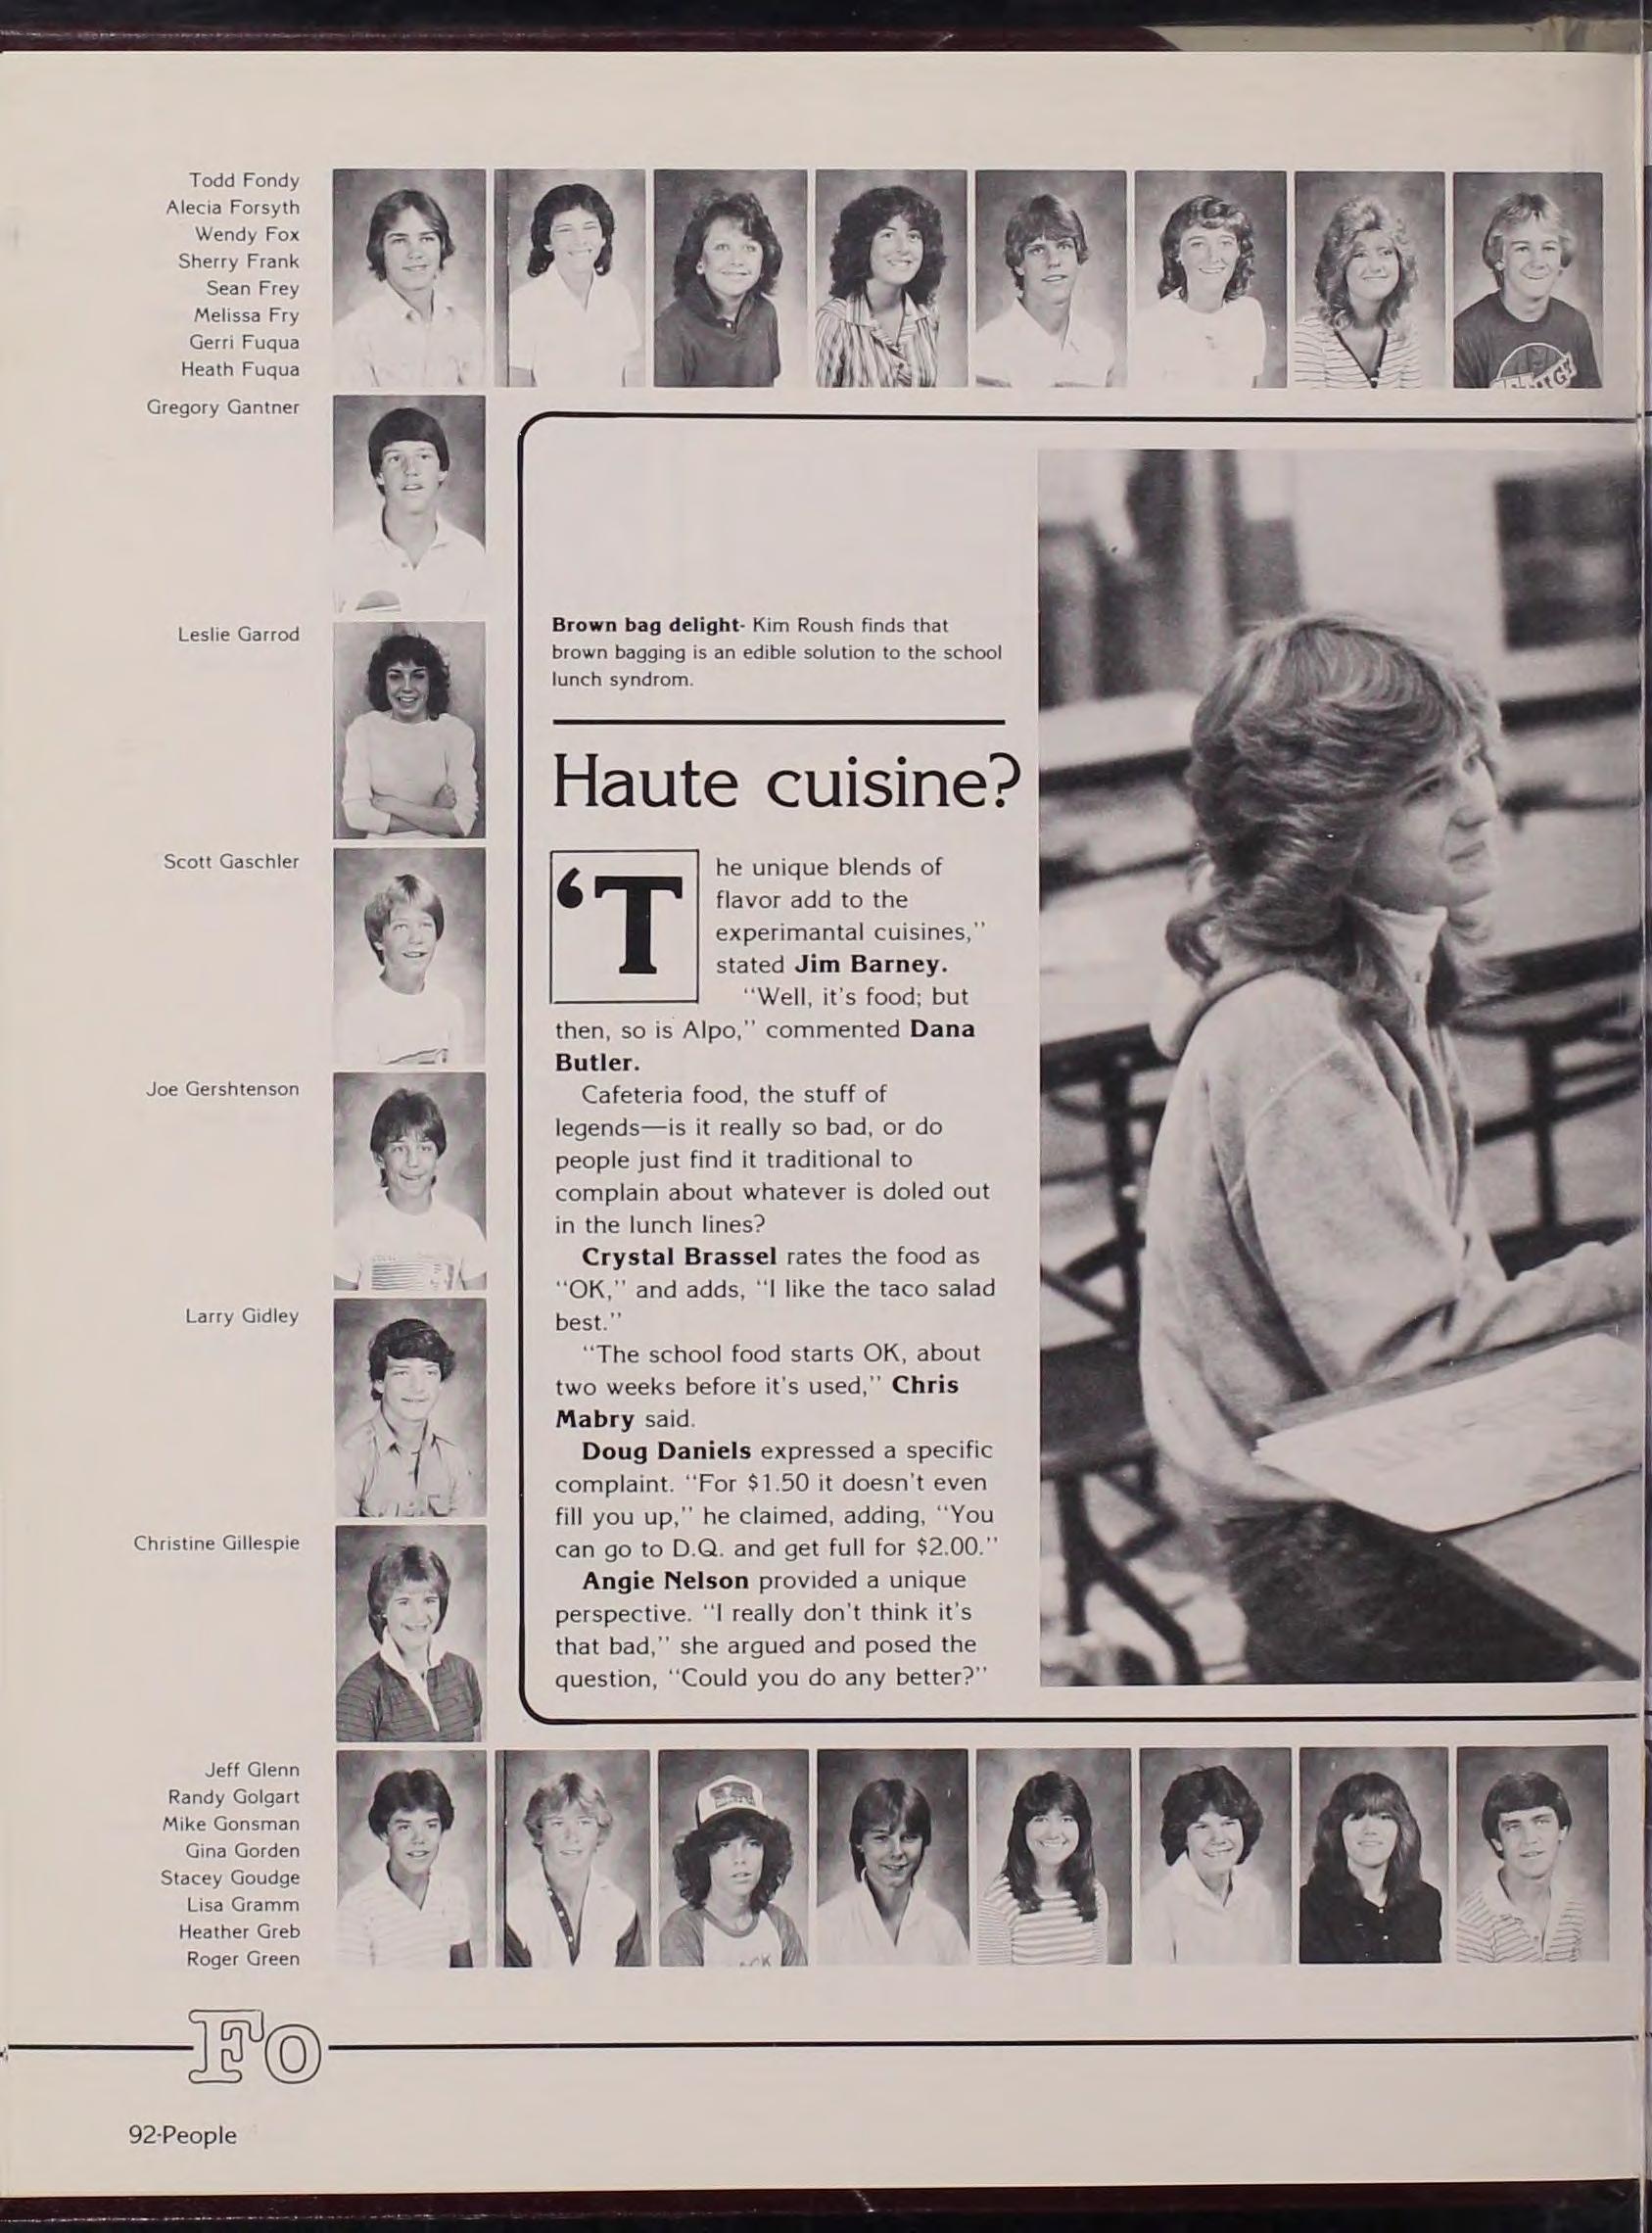 Todd Fondy
Alecia Forsyth
Wendy Fox
Sherry Frank
Sean Frey
Melissa Fry
Gerri Fuqua
Heath Fuqua
Gregory Gantner
Leslie Garrod
Scott Gaschler
Joe Gershtenson
Larry Gidley
Christine Gillespie
Brown bag delight- Kim Roush finds that
brown bagging is an edible solution to the school
lunch syndrom.
Haute cuisine?
‘The unique blends of
flavor add to the
experimantal cuisines,"
stated Jim Barney.
"Well, it's food; but
then, so is Alpo," commented Dana
Butler.
Cafeteria food, the stuff of
legends—is it really so bad, or do
people just find it traditional to
complain about whatever is doled out
in the lunch lines?
Crystal Brassel rates the food as
"OK," and adds, "I like the taco salad
best."
"The school food starts OK, about
two weeks before it's used," Chris
Mabry said.
Doug Daniels expressed a specific
complaint. "For $1.50 it doesn't even
fill you up," he claimed, adding, "You
can go to D.Q. and get full for $2.00."
Angie Nelson provided a unique
perspective. "I really don't think it's
that bad," she argued and posed the
question, "Could you do any better?"
Jeff Glenn
Randy Golgart
Mike Gonsman
Gina Gorden
Stacey Goudge
Lisa Gramm
Heather Greb
Roger Green
Fo
92-People